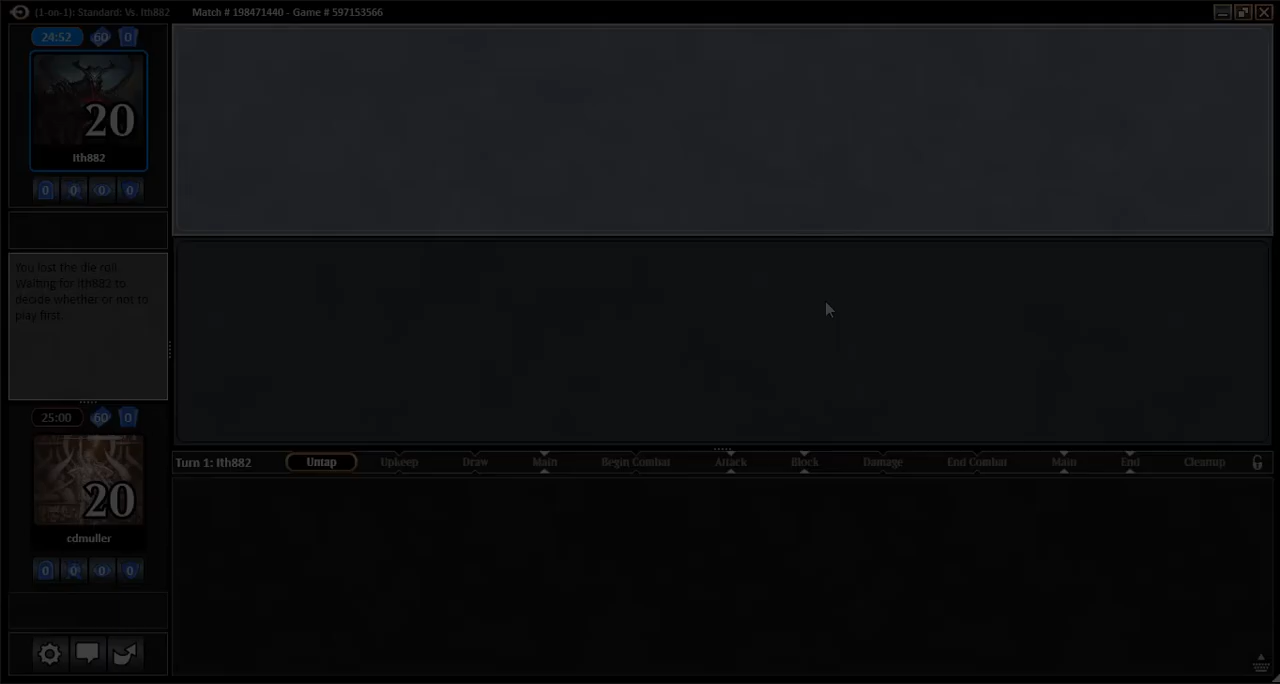 (1-on-1): Standard: Vs. lth882 Match # 198471440 - Game # 597153566
24:52 60 0
20
lth882
0 0 0 0
You lost the die roll
Waiting for lth882 to
decide whether or not to
play first.
25:00 60 0
20
cdmuller
0 0 0 0
Turn 1: lth882 Untap Upkeep Draw Main Begin Combat Attack Block Damage End Combat Main End Cleanup